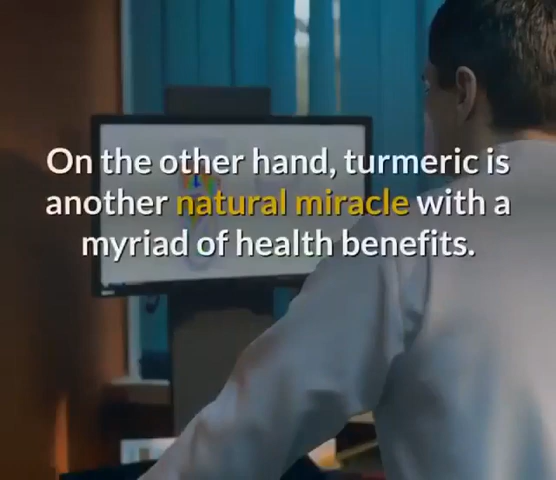 On the other hand, turmeric is
another natural miracle with a
myriad of health benefits.